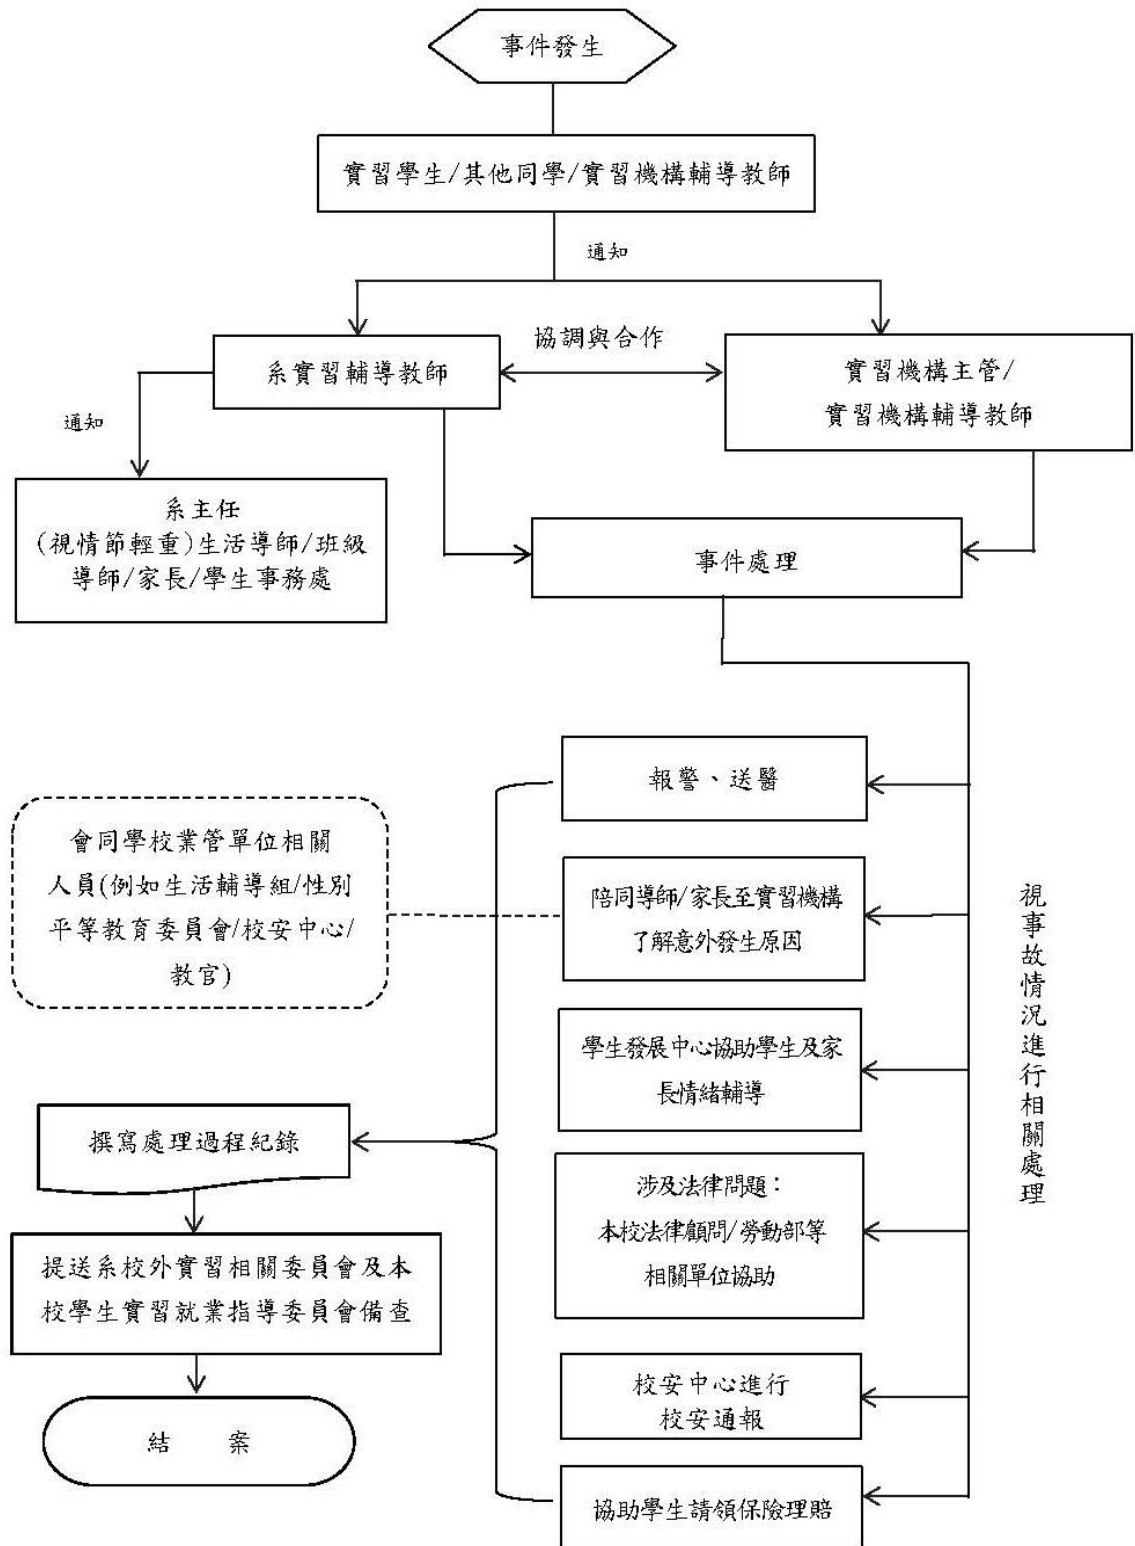 事件發生
實習學生/其他同學/實習機構輔導教師
通知
協調與合作
系實習輔導教師
實習機構主管/
實習機構輔導教師
通知
系主任
(視情節輕重)生活導師/班級
導師/家長/學生事務處
事件處理
視事故情況進行相關處理
報警、送醫
會同學校業管單位相關
人員(例如生活輔導組/性別
平等教育委員會/校安中心/
教官)
陪同導師/家長至實習機構
了解意外發生原因
學生發展中心協助學生及家
長情緒輔導
涉及法律問題：
本校法律顧問/勞動部等
相關單位協助
校安中心進行
校安通報
協助學生請領保險理賠
撰寫處理過程紀錄
提送系校外實習相關委員會及本
校學生實習就業指導委員會備查
結 案